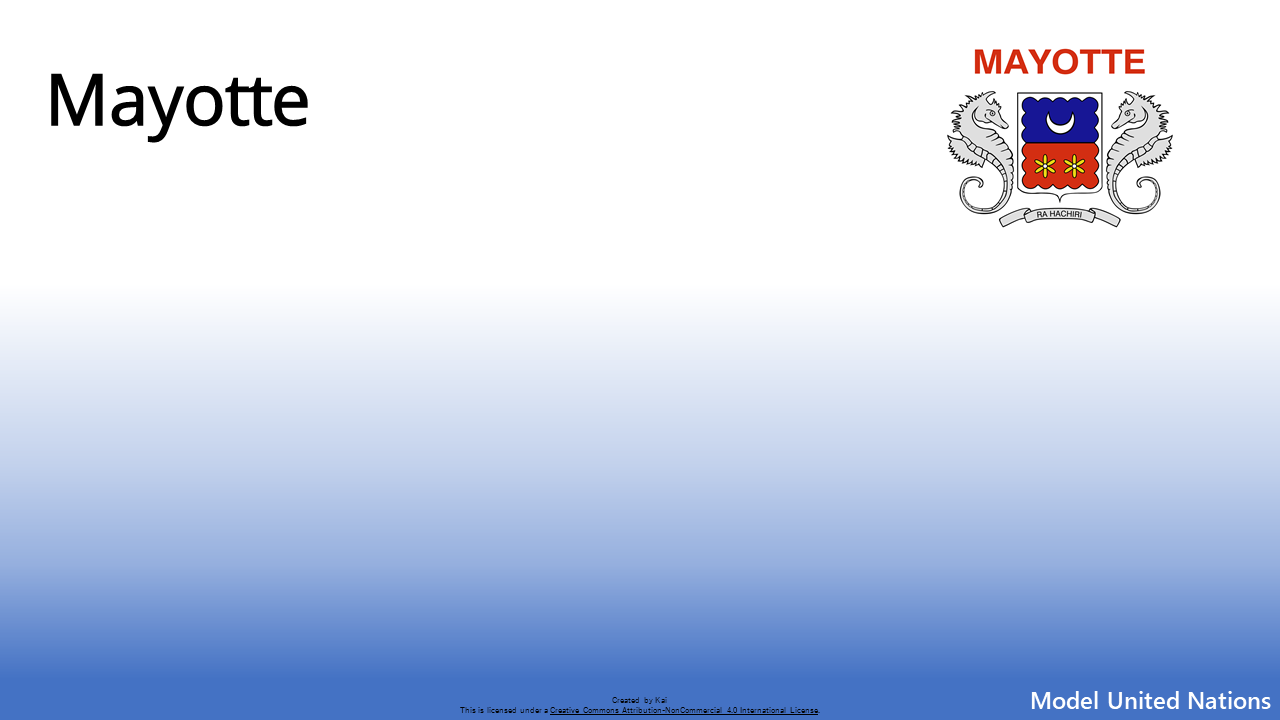 Mayotte
MAYOTTE
RA HACHIRI
Created by Kai
This is licensed under a Creative Commons Attribution-NonCommercial 4.0 International License.
Model United Nations